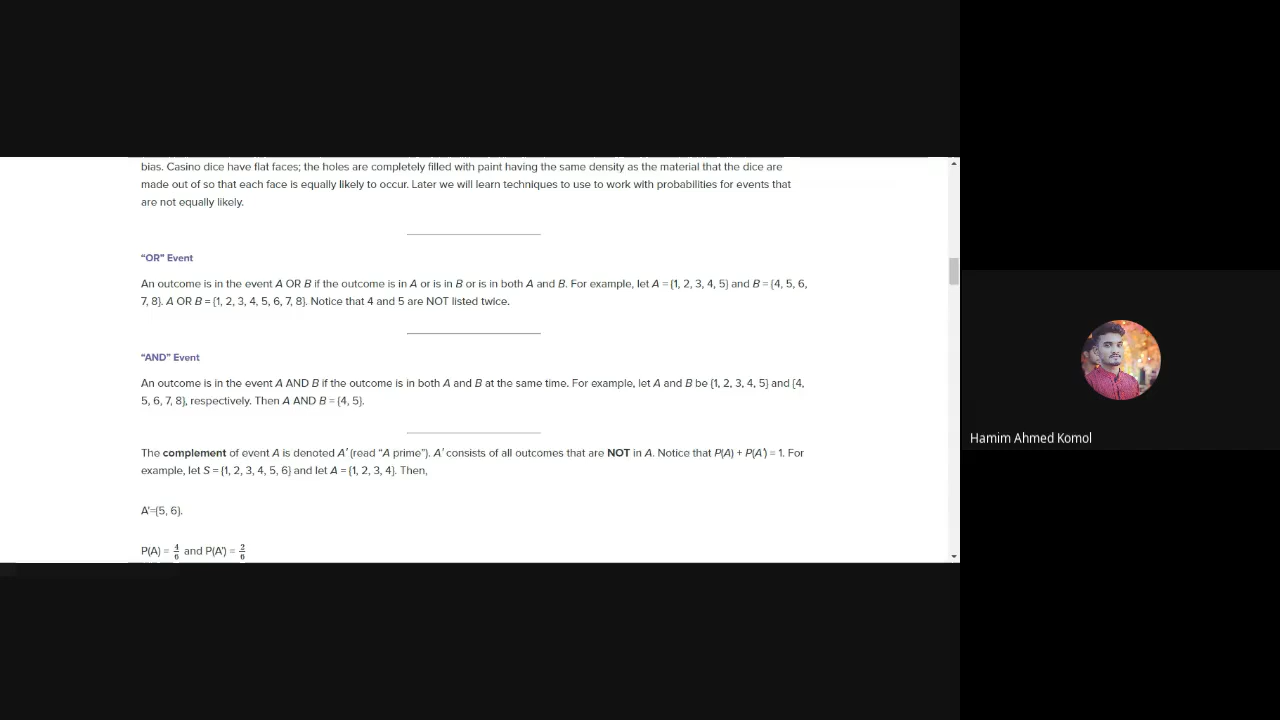 bias. Casino dice have flat faces; the holes are completely filled with paint having the same density as the material that the dice are
made out of so that each face is equally likely to occur. Later we will learn techniques to use to work with probabilities for events that
are not equally likely.
“OR” Event
An outcome is in the event A OR B if the outcome is in A or is in B or is in both A and B. For example, let A = {1, 2, 3, 4, 5} and B = {4, 5, 6,
7, 8}. A OR B = {1, 2, 3, 4, 5, 6, 7, 8}. Notice that 4 and 5 are NOT listed twice.
“AND” Event
An outcome is in the event A AND B if the outcome is in both A and B at the same time. For example, let A and B be {1, 2, 3, 4, 5} and {4,
5, 6, 7, 8}, respectively. Then A AND B = {4, 5}.
The complement of event A is denoted A′ (read “A prime”). A′ consists of all outcomes that are NOT in A. Notice that P(A) + P(A′) = 1. For
example, let S = {1, 2, 3, 4, 5, 6} and let A = {1, 2, 3, 4}. Then,
A′={5, 6}.
P(A) = 4/6 and P(A′) = 2/6
Hamim Ahmed Komol